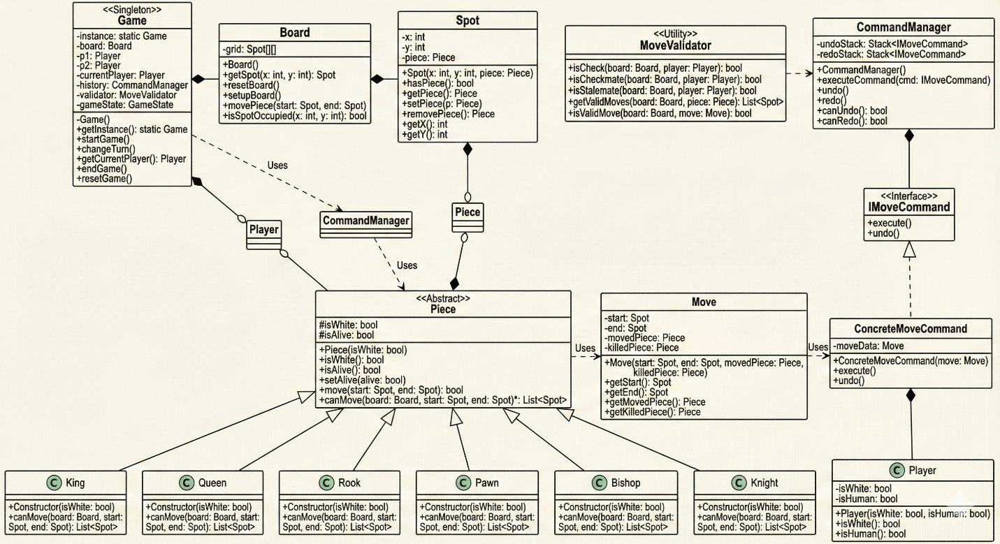 <<Singleton>>
Game
-instance: static Game
-board: Board
-p1: Player
-p2: Player
-currentPlayer: Player
-history: CommandManager
-validator: MoveValidator
-gameState: GameState
-Game()
+getInstance(): static Game
+startGame()
+changeTurn()
+getCurrentPlayer(): Player
+endGame()
+resetGame()
Board
-grid: Spot[][]
+Board()
+getSpot(x: int, y: int): Spot
+resetBoard()
+setupBoard()
+movePiece(start: Spot, end: Spot)
+isSpotOccupied(x: int, y: int): bool
Spot
-x: int
-y: int
-piece: Piece
+Spot(x: int, y: int, piece: Piece)
+hasPiece(): bool
+getPiece(): Piece
+setPiece(p: Piece)
+removePiece(): Piece
+getX(): int
+getY(): int
<<Utility>>
MoveValidator
+isCheck(board: Board, player: Player): bool
+isCheckmate(board: Board, player: Player): bool
+isStalemate(board: Board, player: Player): bool
+getValidMoves(board: Board, piece: Piece): List<Spot>
+isValidMove(board: Board, move: Move): bool
CommandManager
-undoStack: Stack<IMoveCommand>
-redoStack: Stack<IMoveCommand>
+CommandManager()
+executeCommand(cmd: IMoveCommand)
+undo()
+redo()
+canUndo(): bool
+canRedo(): bool
Uses
Player
CommandManager
Piece
Uses
<<Interface>>
IMoveCommand
+execute()
+undo()
<<Abstract>>
Piece
#isWhite: bool
#isAlive: bool
+Piece(isWhite: bool)
+isWhite(): bool
+isAlive(): bool
+setAlive(alive: bool)
+move(start: Spot, end: Spot): bool
+canMove(board: Board, start: Spot, end: Spot)*: List<Spot>
Uses
Move
-start: Spot
-end: Spot
-movedPiece: Piece
-killedPiece: Piece
+Move(start: Spot, end: Spot, movedPiece: Piece,
killedPiece: Piece)
+getStart(): Spot
+getEnd(): Spot
+getMovedPiece(): Piece
+getKilledPiece(): Piece
Uses
ConcreteMoveCommand
-moveData: Move
+ConcreteMoveCommand(move: Move)
+execute()
+undo()
C King
+Constructor(isWhite: bool)
+canMove(board: Board, start:
Spot, end: Spot): List<Spot>
C Queen
+Constructor(isWhite: bool)
+canMove(board: Board, start:
Spot, end: Spot): List<Spot>
C Rook
+Constructor(isWhite: bool)
+canMove(board: Board, start:
Spot, end: Spot): List<Spot>
C Pawn
+Constructor(isWhite: bool)
+canMove(board: Board, start:
Spot, end: Spot): List<Spot>
C Bishop
+Constructor(isWhite: bool)
+canMove(board: Board, start:
Spot, end: Spot): List<Spot>
C Knight
+Constructor(isWhite: bool)
+canMove(board: Board, start:
Spot, end: Spot): List<Spot>
C Player
-isWhite: bool
-isHuman: bool
+Player(isWhite: bool, isHuman: bool)
+isWhite(): bool
+isHuman(): bool